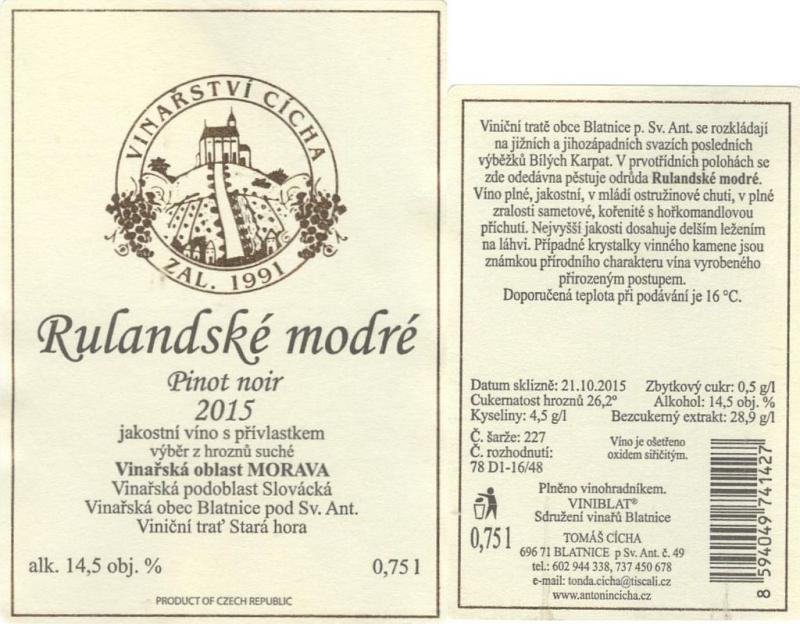 VINAŘSTVÍ CÍCHA
ZAL. 1991
Rulandské modré
Pinot noir
2015
jakostní víno s přívlastkem
výběr z hroznů suché
Vinařská oblast MORAVA
Vinařská podoblast Slovácká
Vinařská obec Blatnice pod Sv. Ant.
Viniční trať Stará hora
alk. 14,5 obj. %
0,75 l
PRODUCT OF CZECH REPUBLIC
Viniční tratě obce Blatnice p. Sv. Ant. se rozkládají
na jižních a jihozápadních svazích posledních
výběžků Bílých Karpat. V prvotřídních polohách se
zde odedávna pěstuje odrůda Rulandské modré.
Víno plné, jakostní, v mládí ostružinové chuti, v plné
zralosti sametové, kořenité s hořkomandlovou
příchutí. Nejvyšší jakosti dosahuje delším ležením
na láhvi. Případné krystalky vinného kamene jsou
známkou přírodního charakteru vína vyrobeného
přirozeným postupem.
Doporučená teplota při podávání je 16 °C.
Datum sklizně: 21.10.2015 Zbytkový cukr: 0,5 g/l
Cukernatost hroznů 26,2° Alkohol: 14,5 obj. %
Kyseliny: 4,5 g/l Bezcukerný extrakt: 28,9 g/l
Č. šarže: 227
Č. rozhodnutí:
78 D1-16/48
Víno je ošetřeno
oxidem siřičitým.
Plněno vinohradníkem.
VINIBLAT®
Sdružení vinařů Blatnice
0,75 l
TOMÁŠ CÍCHA
696 71 BLATNICE p Sv. Ant. č. 49
tel.: 602 944 338, 737 450 678
e-mail: tonda.cicha@tiscali.cz
www.antonincicha.cz
8 594049 741427